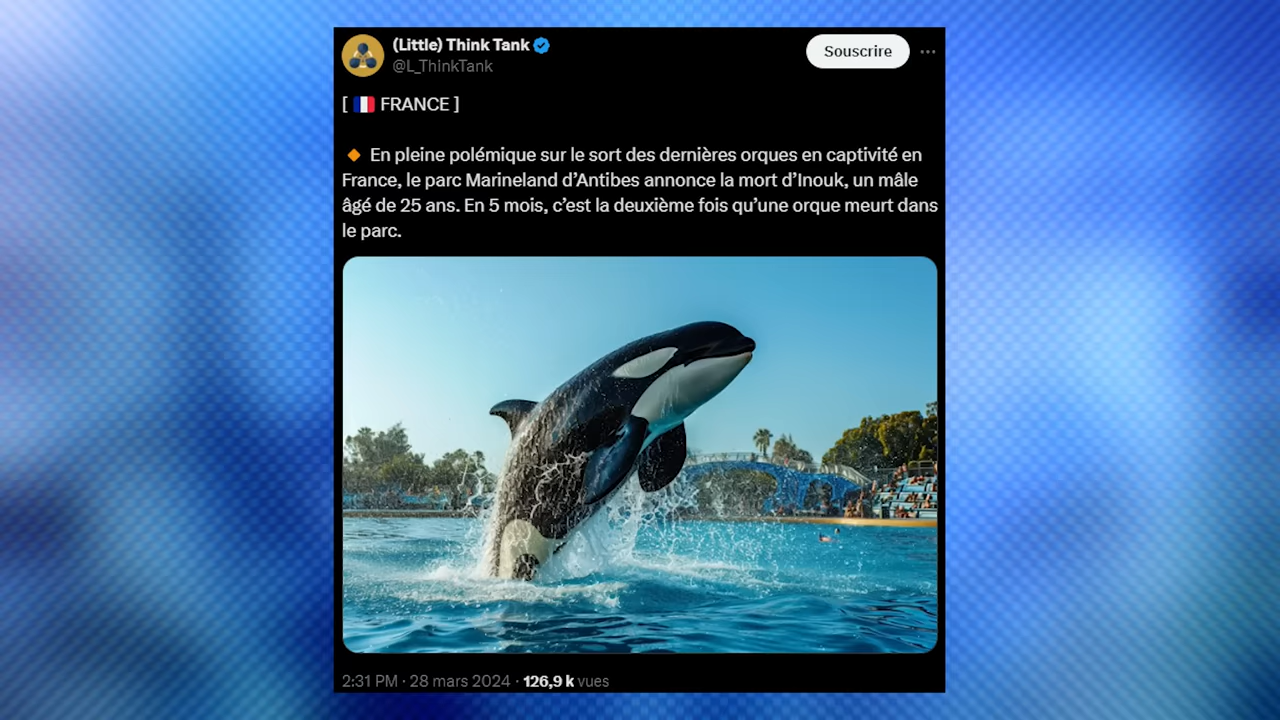 (Little) Think Tank
@L_ThinkTank
Souscrire
[ 🇫🇷 FRANCE ]
🔸 En pleine polémique sur le sort des dernières orques en captivité en
France, le parc Marineland d’Antibes annonce la mort d’Inouk, un mâle
âgé de 25 ans. En 5 mois, c’est la deuxième fois qu’une orque meurt dans
le parc.
2:31 PM · 28 mars 2024 · 126,9 k vues